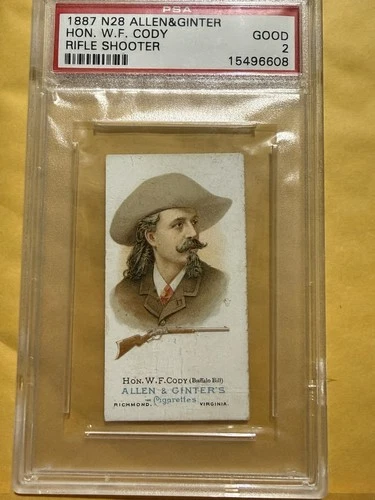 PSA
1887 N28 ALLEN&GINTER
HON. W.F. CODY GOOD
RIFLE SHOOTER 2
15496608
HON. W. F. CODY (Buffalo Bill)
ALLEN & GINTER'S
Cigarettes
RICHMOND. VIRGINIA.